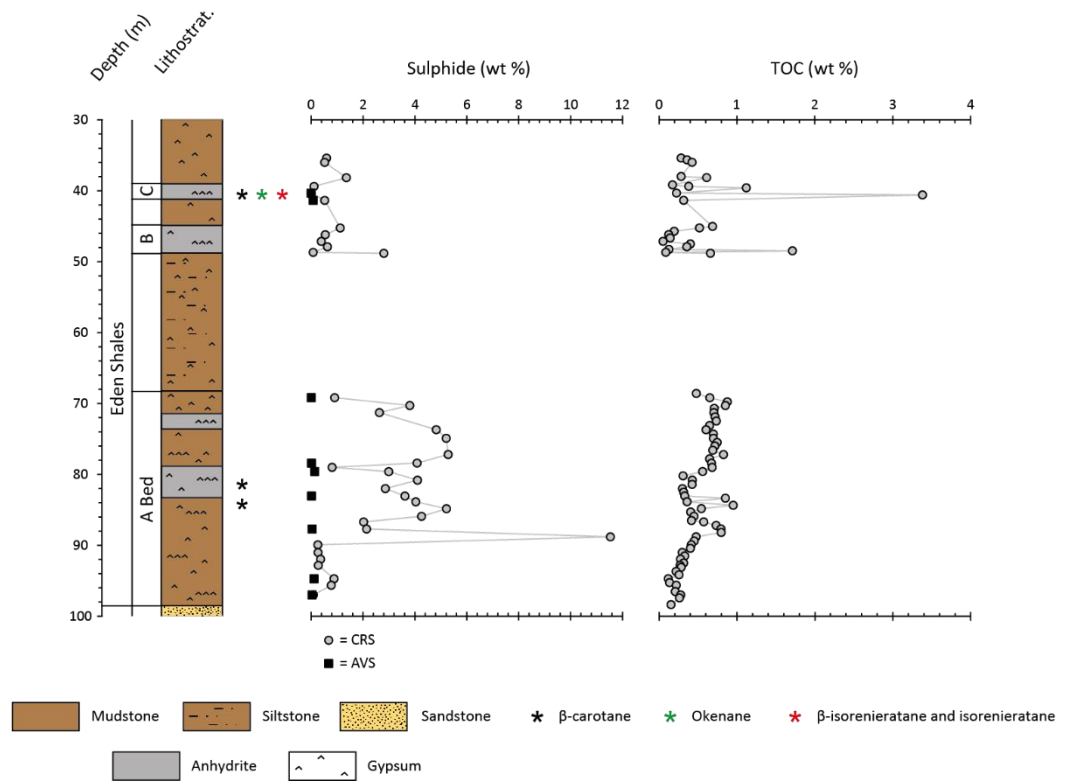 Depth (m)
Lithostrat.
Sulphide (wt %)
TOC (wt %)
0 2 4 6 8 10 12
0 1 2 3 4
30
40
50
60
70
80
90
100
Eden Shales
C
B
A Bed
* * *
*
*
= CRS
= AVS
Mudstone
Siltstone
Sandstone
* β-carotane
* Okenane
* β-isorenieratane and isorenieratane
Anhydrite
Gypsum